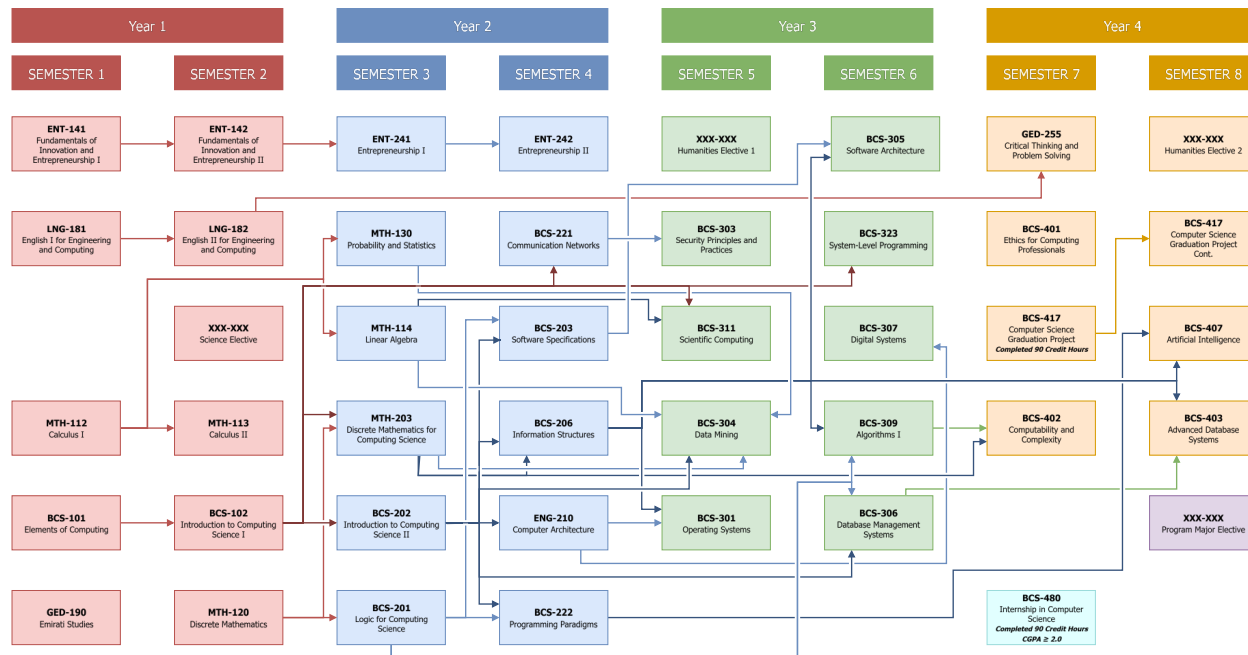 Year 1
Year 2
Year 3
Year 4
SEMESTER 1
SEMESTER 2
SEMESTER 3
SEMESTER 4
SEMESTER 5
SEMESTER 6
SEMESTER 7
SEMESTER 8
ENT-141
Fundamentals of
Innovation and
Entrepreneurship I
ENT-142
Fundamentals of
Innovation and
Entrepreneurship II
ENT-241
Entrepreneurship I
ENT-242
Entrepreneurship II
XXX-XXX
Humanities Elective 1
BCS-305
Software Architecture
GED-255
Critical Thinking and
Problem Solving
XXX-XXX
Humanities Elective 2
LNG-181
English I for Engineering
and Computing
LNG-182
English II for Engineering
and Computing
MTH-130
Probability and Statistics
BCS-221
Communication Networks
BCS-303
Security Principles and
Practices
BCS-323
System-Level Programming
BCS-401
Ethics for Computing
Professionals
BCS-417
Computer Science
Graduation Project
Cont.
XXX-XXX
Science Elective
MTH-114
Linear Algebra
BCS-203
Software Specifications
BCS-311
Scientific Computing
BCS-307
Digital Systems
BCS-417
Computer Science
Graduation Project
Completed 90 Credit Hours
BCS-407
Artificial Intelligence
MTH-112
Calculus I
MTH-113
Calculus II
MTH-203
Discrete Mathematics for
Computing Science
BCS-206
Information Structures
BCS-304
Data Mining
BCS-309
Algorithms I
BCS-402
Computability and
Complexity
BCS-403
Advanced Database
Systems
BCS-101
Elements of Computing
BCS-102
Introduction to Computing
Science I
BCS-202
Introduction to Computing
Science II
ENG-210
Computer Architecture
BCS-301
Operating Systems
BCS-306
Database Management
Systems
XXX-XXX
Program Major Elective
GED-190
Emirati Studies
MTH-120
Discrete Mathematics
BCS-201
Logic for Computing
Science
BCS-222
Programming Paradigms
BCS-480
Internship in Computer
Science
Completed 90 Credit Hours
CGPA ≥ 2.0